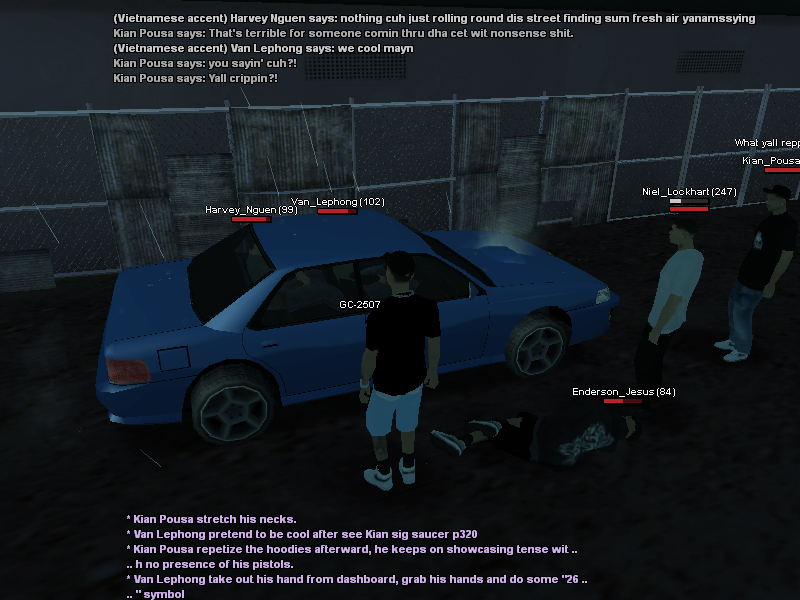 (Vietnamese accent) Harvey Nguen says: nothing cuh just rolling round dis street finding sum fresh air yanamssying
Kian Pousa says: That's terrible for someone comin thru dha cet wit nonsense shit.
(Vietnamese accent) Van Lephong says: we cool mayn
Kian Pousa says: you sayin' cuh?!
Kian Pousa says: Yall crippin?!
What yall repp
Kian_Pousa
Niel_Lockhart (247)
Harvey_Nguen (99)
Van_Lephong (102)
GC-2507
Enderson_Jesus (84)
* Kian Pousa stretch his necks.
* Van Lephong pretend to be cool after see Kian sig saucer p320
* Kian Pousa repetize the hoodies afterward, he keeps on showcasing tense wit ..
.. h no presence of his pistols.
* Van Lephong take out his hand from dashboard, grab his hands and do some "26 ..
.. " symbol